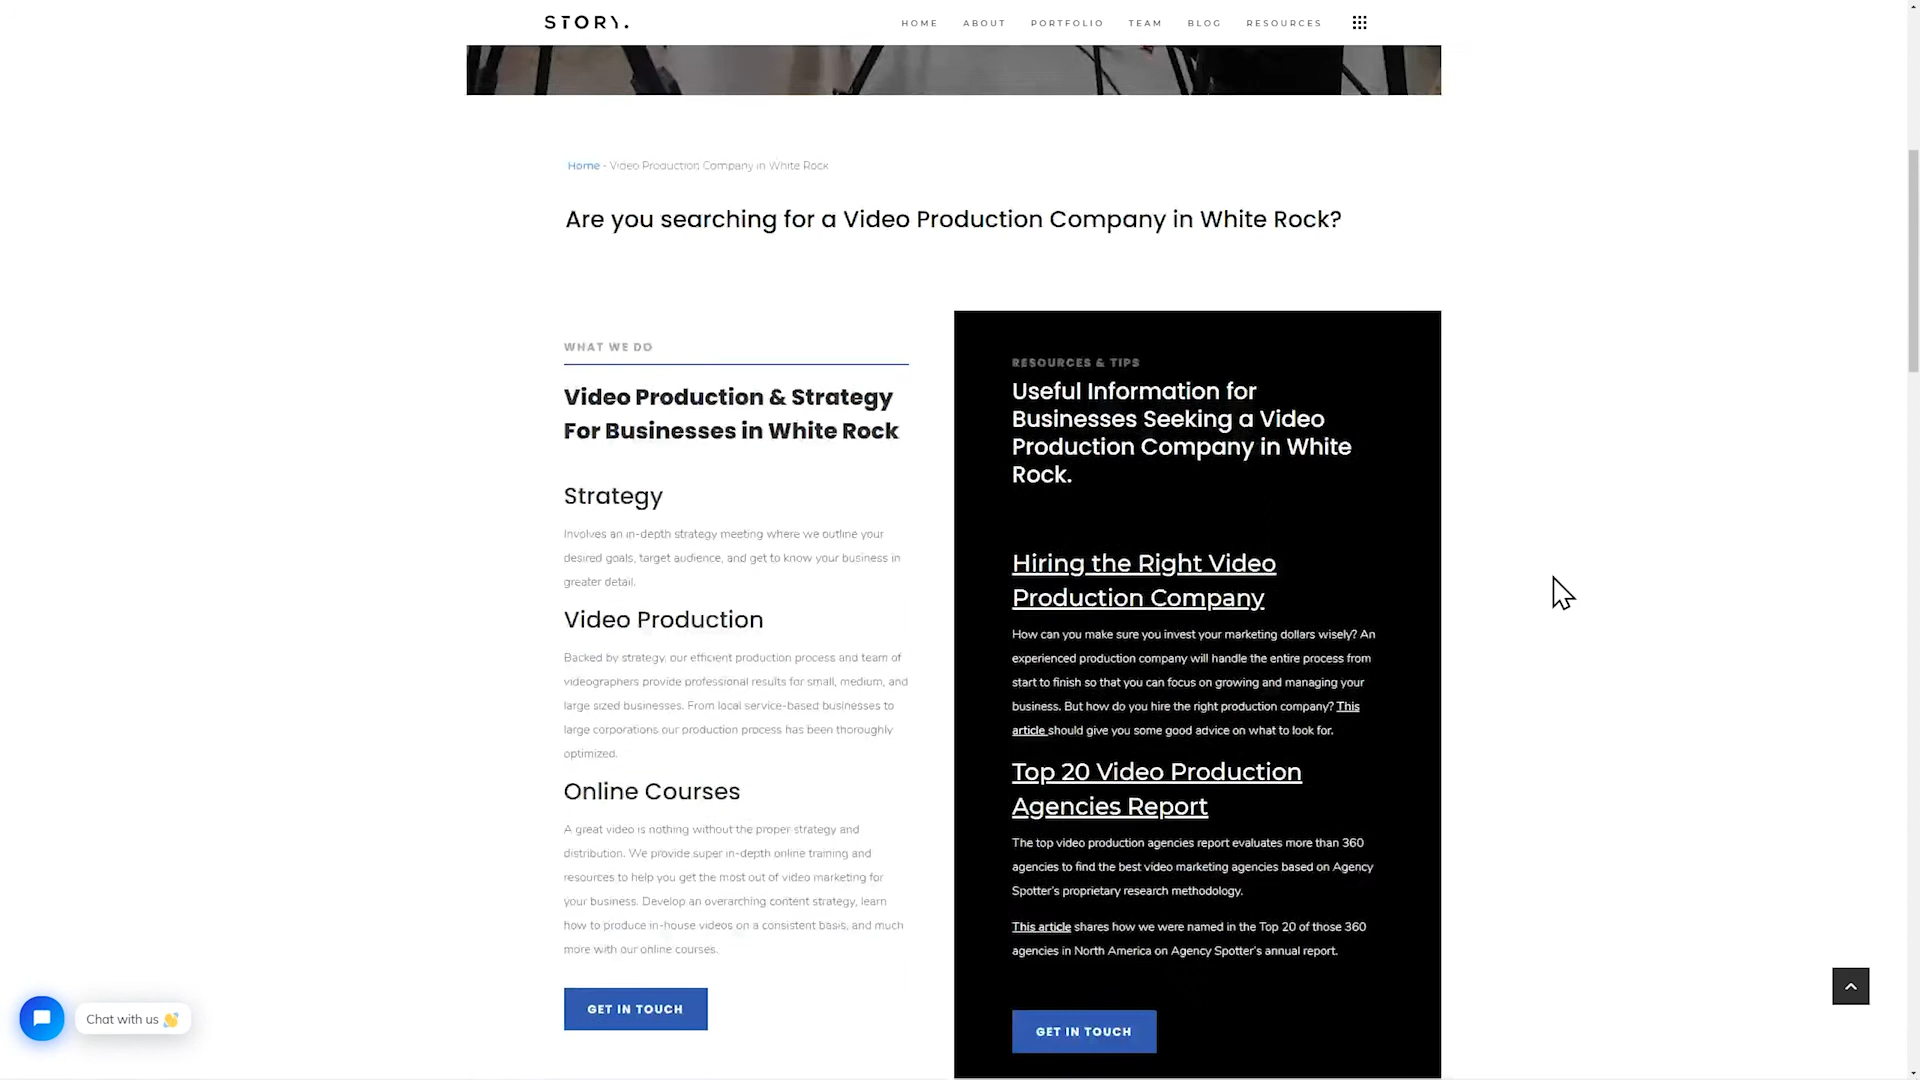 STORY.
HOME ABOUT PORTFOLIO TEAM BLOG RESOURCES
Home - Video Production Company in White Rock
Are you searching for a Video Production Company in White Rock?
WHAT WE DO
Video Production & Strategy
For Businesses in White Rock
Strategy
Involves an in-depth strategy meeting where we outline your
desired goals, target audience, and get to know your business in
greater detail.
Video Production
Backed by strategy, our efficient production process and team of
videographers provide professional results for small, medium, and
large sized businesses. From local service-based businesses to
large corporations our production process has been thoroughly
optimized.
Online Courses
A great video is nothing without the proper strategy and
distribution. We provide super in-depth online training and
resources to help you get the most out of video marketing for
your business. Develop an overarching content strategy, learn
how to produce in-house videos on a consistent basis, and much
more with our online courses.
GET IN TOUCH
RESOURCES & TIPS
Useful Information for
Businesses Seeking a Video
Production Company in White
Rock.
Hiring the Right Video
Production Company
How can you make sure you invest your marketing dollars wisely? An
experienced production company will handle the entire process from
start to finish so that you can focus on growing and managing your
business. But how do you hire the right production company? This
article should give you some good advice on what to look for.
Top 20 Video Production
Agencies Report
The top video production agencies report evaluates more than 360
agencies to find the best video marketing agencies based on Agency
Spotter's proprietary research methodology.
This article shares how we were named in the Top 20 of those 360
agencies in North America on Agency Spotter's annual report.
GET IN TOUCH
Chat with us 👋